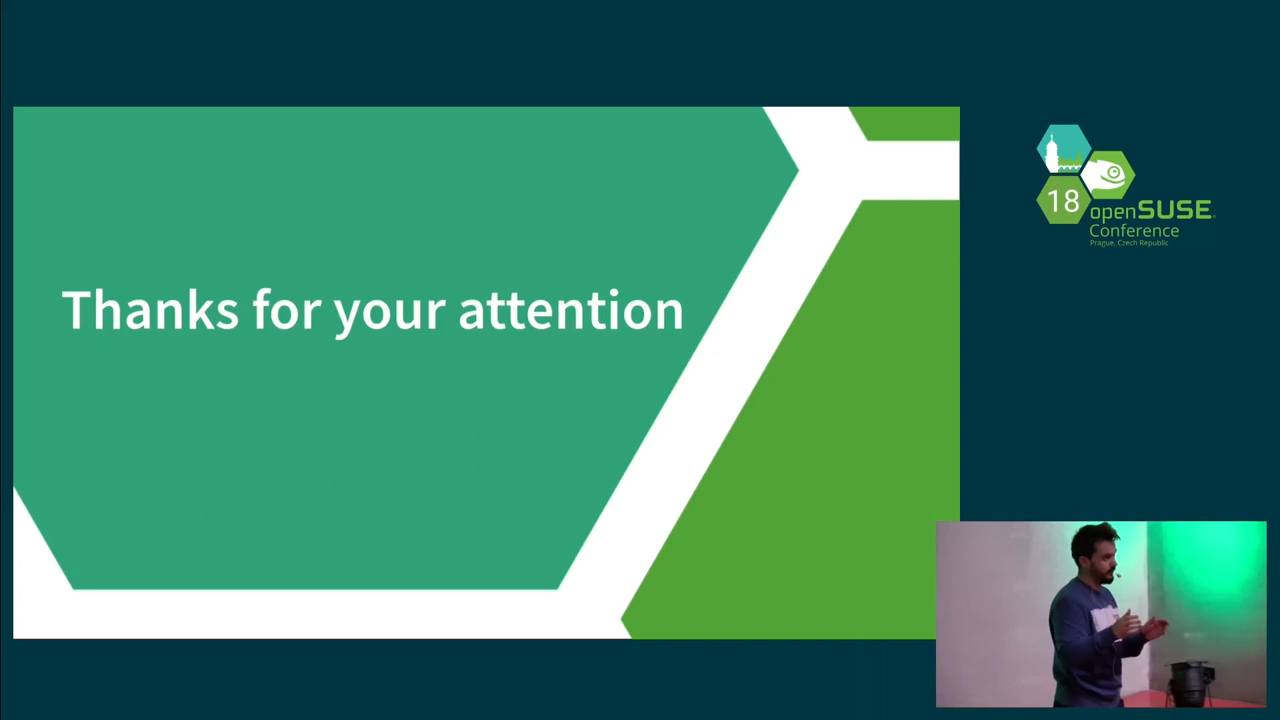 Thanks for your attention
18
openSUSE
Conference
Prague, Czech Republic